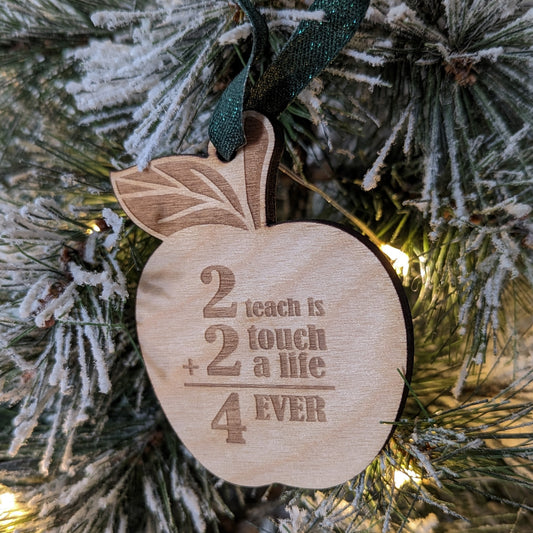 2 teach is
+ 2 touch
a life
4 EVER